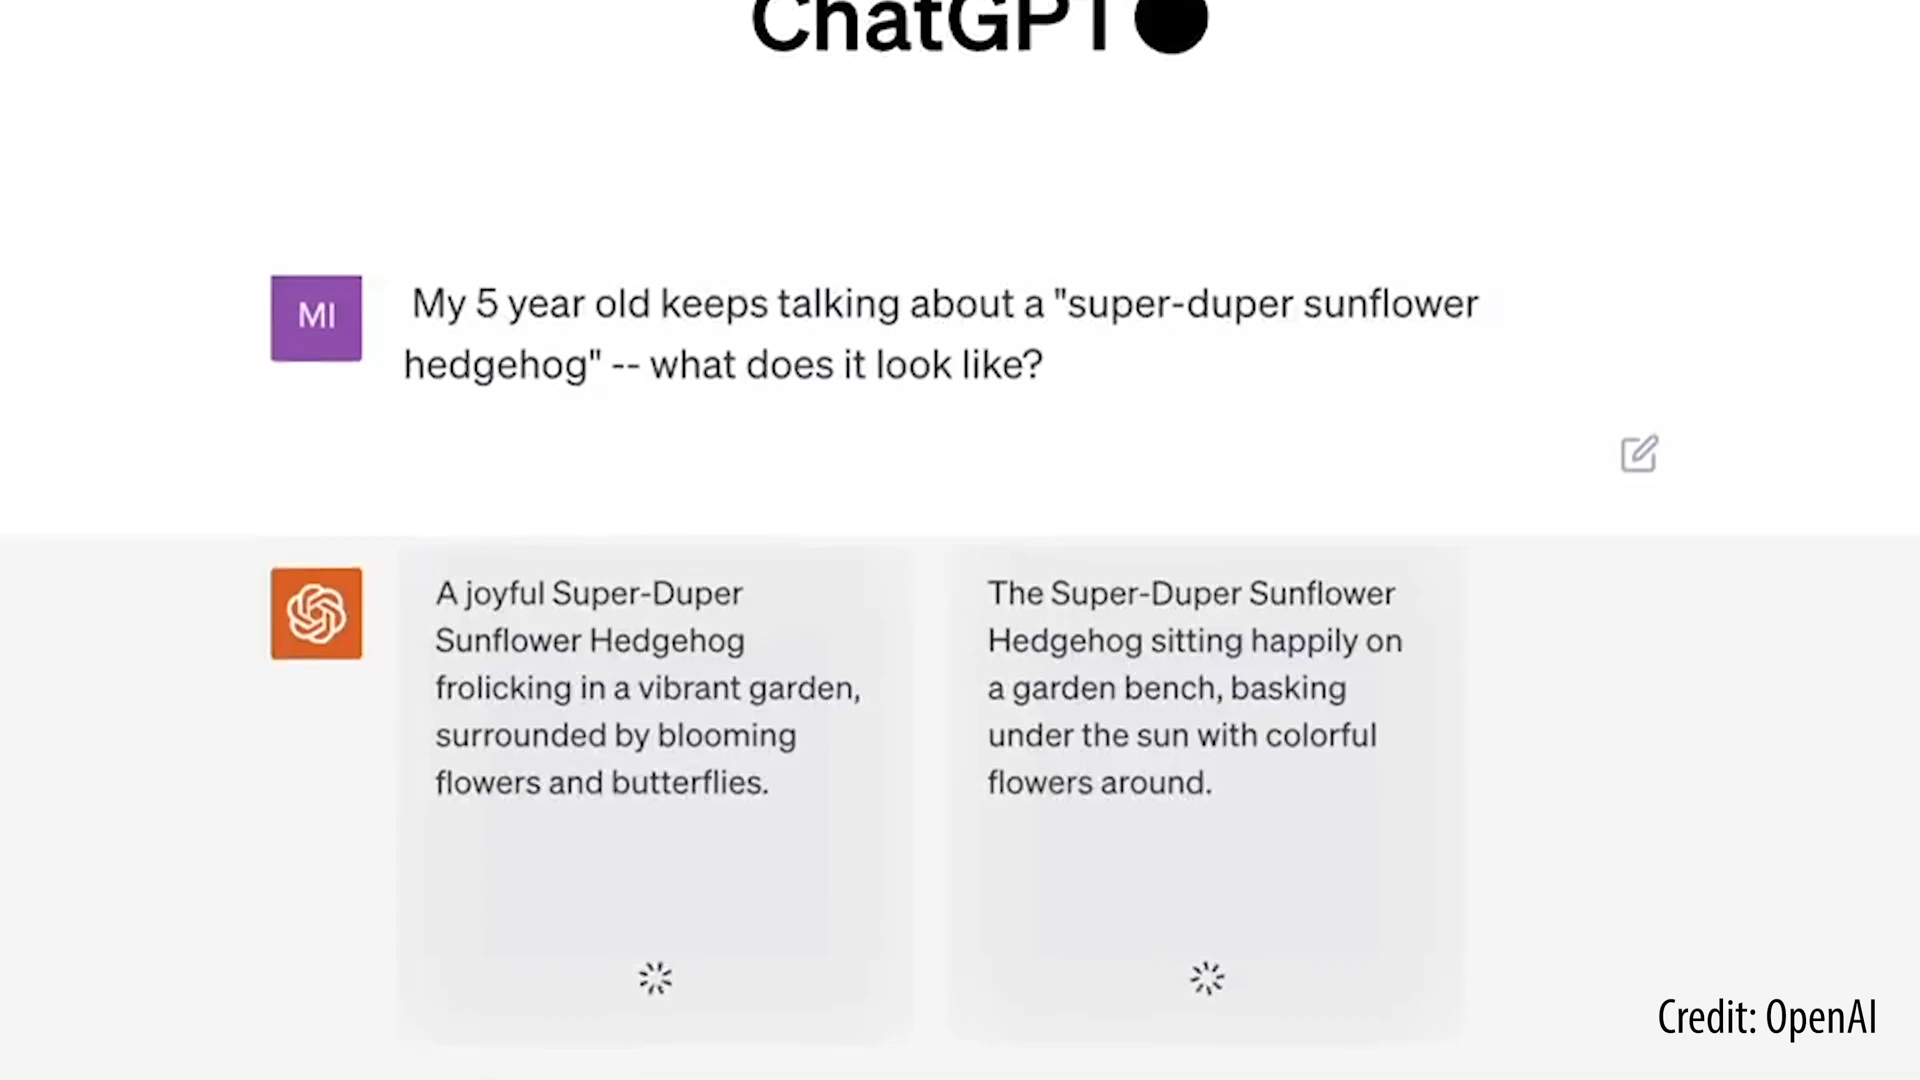 ChatGPT
MI
My 5 year old keeps talking about a "super-duper sunflower
hedgehog" -- what does it look like?
A joyful Super-Duper
Sunflower Hedgehog
frolicking in a vibrant garden,
surrounded by blooming
flowers and butterflies.
The Super-Duper Sunflower
Hedgehog sitting happily on
a garden bench, basking
under the sun with colorful
flowers around.
Credit: OpenAI